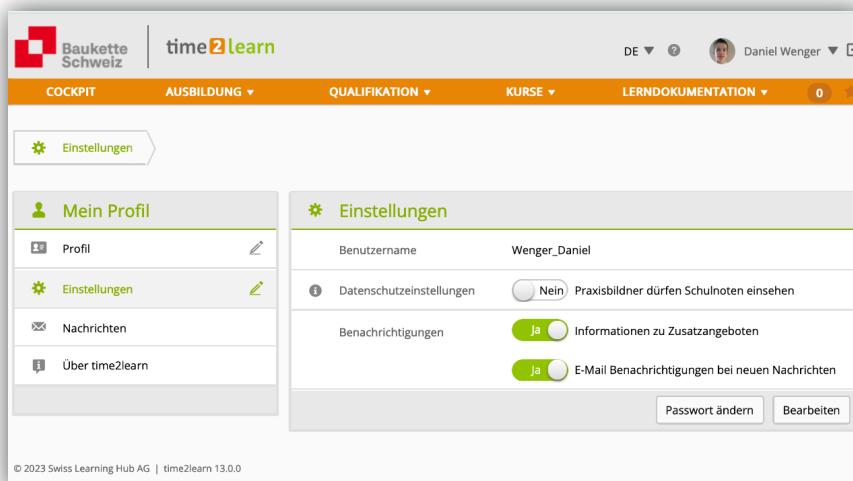 Baukette Schweiz
time2learn
DE ▼ Daniel Wenger ▼
COCKPIT AUSBILDUNG ▼ QUALIFIKATION ▼ KURSE ▼ LERNDOKUMENTATION ▼ 0
Einstellungen
Mein Profil
Profil
Einstellungen
Nachrichten
Über time2learn
Einstellungen
Benutzername Wenger_Daniel
Datenschutzeinstellungen Nein Praxisbildner dürfen Schulnoten einsehen
Benachrichtigungen Ja Informationen zu Zusatzangeboten
Ja E-Mail Benachrichtigungen bei neuen Nachrichten
Passwort ändern Bearbeiten
© 2023 Swiss Learning Hub AG | time2learn 13.0.0